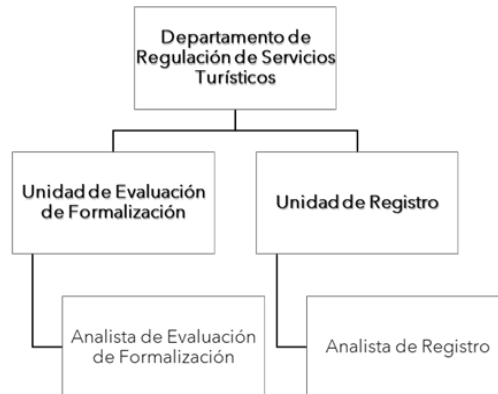 Departamento de
Regulación de Servicios
Turísticos
Unidad de Evaluación
de Formalización
Unidad de Registro
Analista de Evaluación
de Formalización
Analista de Registro